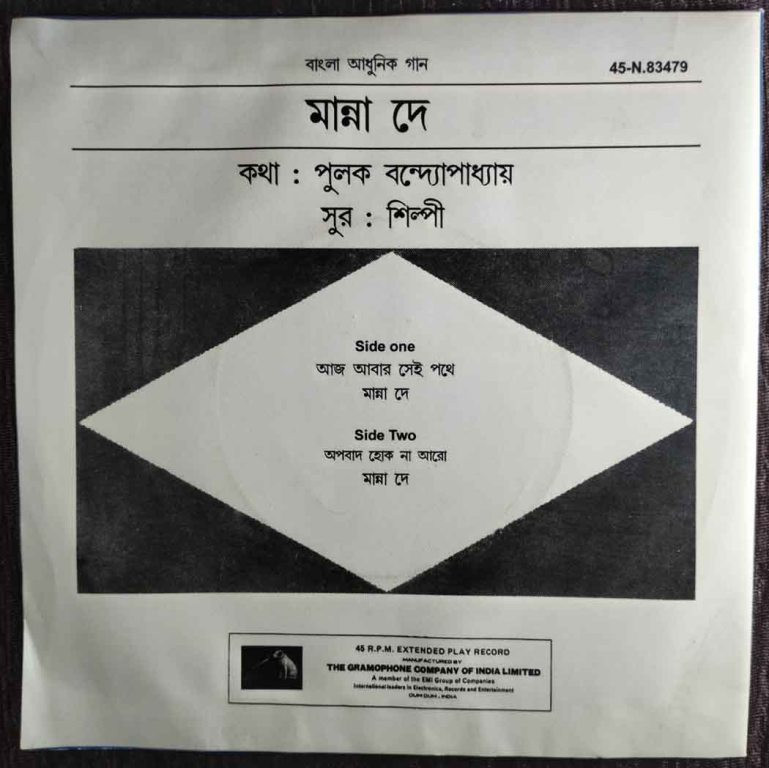 বাংলা আধুনিক গান
45-N.83479
মান্না দে
কথা : পুলক বন্দ্যোপাধ্যায়
সুর : শিল্পী
Side one
আজ আবার সেই পথে
মান্না দে
Side Two
অপবাদ হোক না আরো
মান্না দে
45 R.P.M. EXTENDED PLAY RECORD
MANUFACTURED BY
THE GRAMOPHONE COMPANY OF INDIA LIMITED
A member of the EMI Group of Companies
International leaders in Electronics, Records and Entertainment
DUM DUM . INDIA